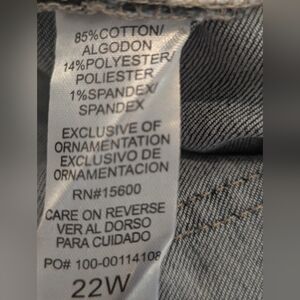 85%COTTON/
ALGODON
14%POLYESTER/
POLIESTER
1%SPANDEX/
SPANDEX
EXCLUSIVE OF
ORNAMENTATION
EXCLUSIVO DE
ORNAMENTACION
RN#15600
CARE ON REVERSE
VER AL DORSO
PARA CUIDADO
PO# 100-00114108
22W